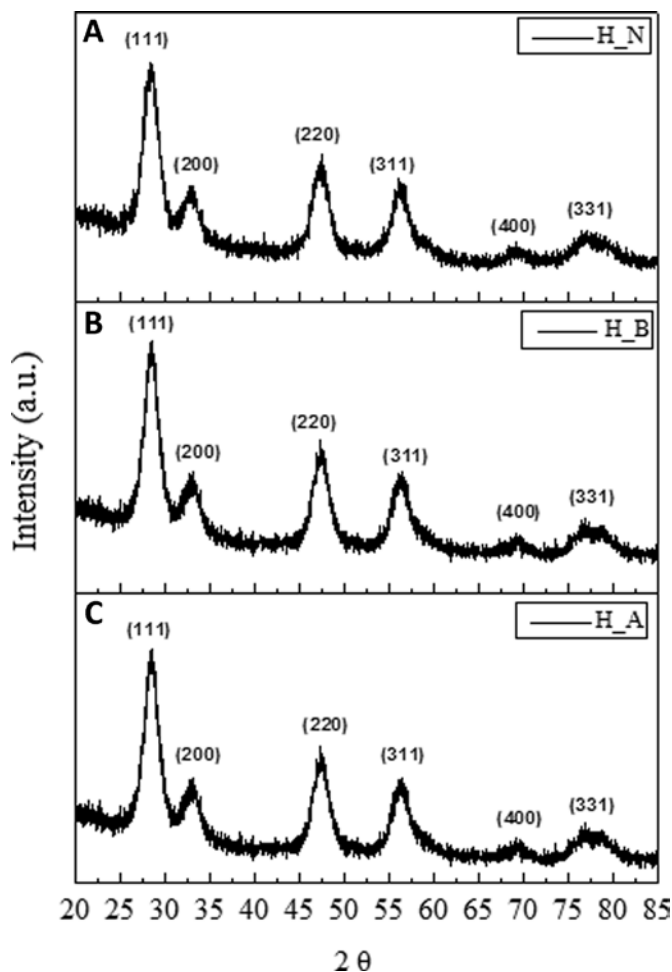 A
H_N
{111}
{200}
{220}
{311}
{400}
{331}
B
H_B
{111}
{200}
{220}
{311}
{400}
{331}
C
H_A
{111}
{200}
{220}
{311}
{400}
{331}
Intensity (a.u.)
20 25 30 35 40 45 50 55 60 65 70 75 80 85
2 θ